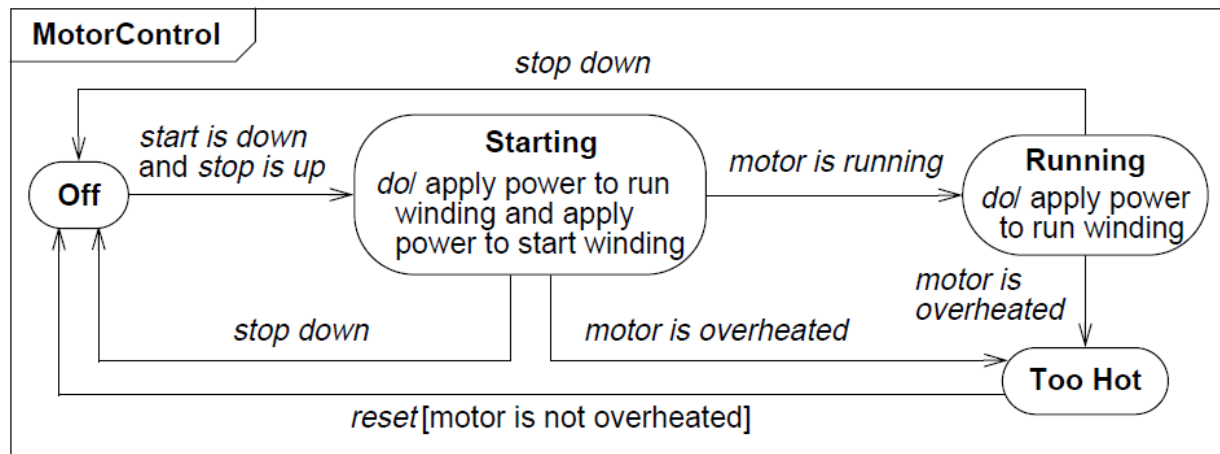 MotorControl
stop down
start is down
and stop is up
Off
Starting
do/ apply power to run
winding and apply
power to start winding
motor is running
Running
do/ apply power
to run winding
stop down
motor is overheated
motor is
overheated
Too Hot
reset[motor is not overheated]